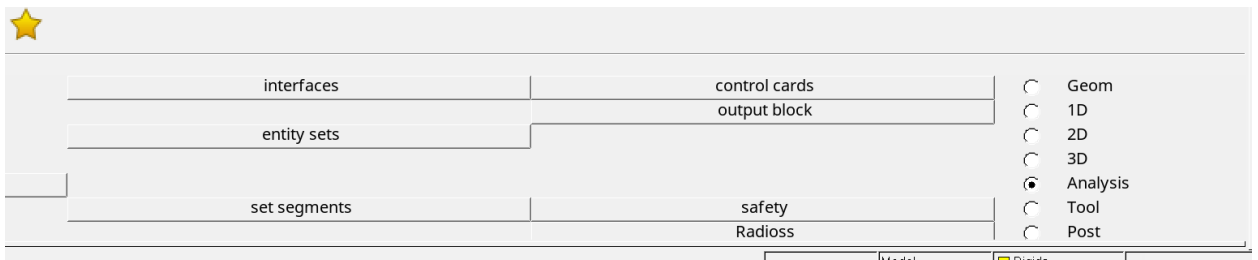 interfaces control cards Geom
output block 1D
entity sets 2D
3D
Analysis
set segments safety Tool
Radioss Post